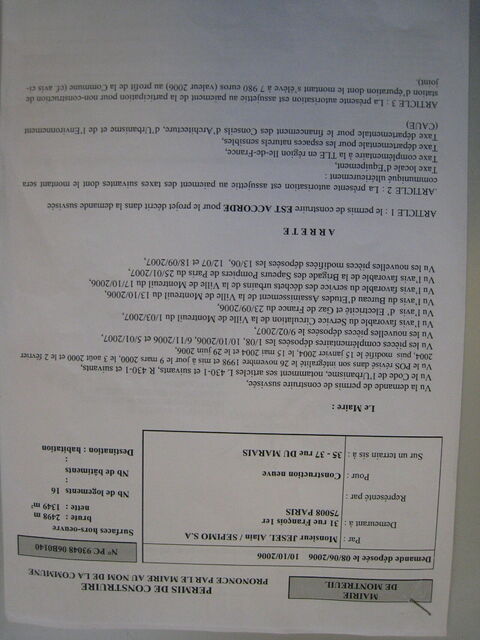 MAIRIE
DE MONTREUIL
PERMIS DE CONSTRUIRE
PRONONCE PAR LE MAIRE AU NOM DE LA COMMUNE
Demande déposée le 08/06/2006 10/10/2006
N° PC 93048 06B0140
Par : Monsieur JESEL Alain / SEPIMO S.A
Demeurant à : 31 rue François 1er
75008 PARIS
Représenté par :
Pour : Construction neuve
Sur un terrain sis à : 35- 37 rue DU MARAIS
Surfaces hors-oeuvre
brute : 2498 m
nette : 1349 m²
Nb de logements 16
:
Nb de bâtiments
:
Destination : habitation
Le Maire :
Vu la demande de permis de construire susvisée,
Vu le Code de l'Urbanisme, notamment ses articles L 430-1 et suivants, R 430-1 et suivants,
Vu le POS révisé dans son intégralité le 26 novembre 1998 et mis à jour le 9 mars 2000, le 3 août 2000 et le 2 février
2004, puis modifié le 15 janvier 2004, le 15 mai 2004 et le 29 juin 2006,
Vu les pièces complémentaires déposées les 1/08, 10/10/2006, 6/11/2006 et 5/01/2007,
Vu les nouvelles pièces déposées le 9/02/2007,
Vu l'avis favorable du Service Circulation de la Ville de Montreuil du 1/03/2007,
Vu l'avis d'Electricité et Gaz de France du 23/09/2006,
Vu l'avis du Bureau d'Etudes Assainissement de la Ville de Montreuil du 13/10/2006,
Vu l'avis favorable du service des déchets urbains de la Ville de Montreuil du 17/10/2006,
Vu l'avis favorable de la Brigade des Sapeurs Pompiers de Paris du 25/01/2007,
Vu les nouvelles pièces modifiées déposées les 13/06, 12/07 et 18/09/2007,
A R R E T E
ARTICLE 1 : le permis de construire EST ACCORDE pour le projet décrit dans la demande susvisée
ARTICLE 2 : La présente autorisation est assujettie au paiement des taxes suivantes dont le montant sera
communiqué ultérieurement :
Taxe locale d'Equipement,
Taxe complémentaire à la TLE en région Ile-de-France,
Taxe départementale pour les espaces naturels sensibles,
Taxe départementale pour le financement des Conseils d'Architecture, d'Urbanisme et de l'Environnement
(CAUE)
ARTICLE 3 : La présente autorisation est assujettie au paiement de la participation pour non-construction de
station d'épuration dont le montant s'élève à 7 980 euros (valeur 2006) au profit de la Commune (cf. avis ci-
joint).